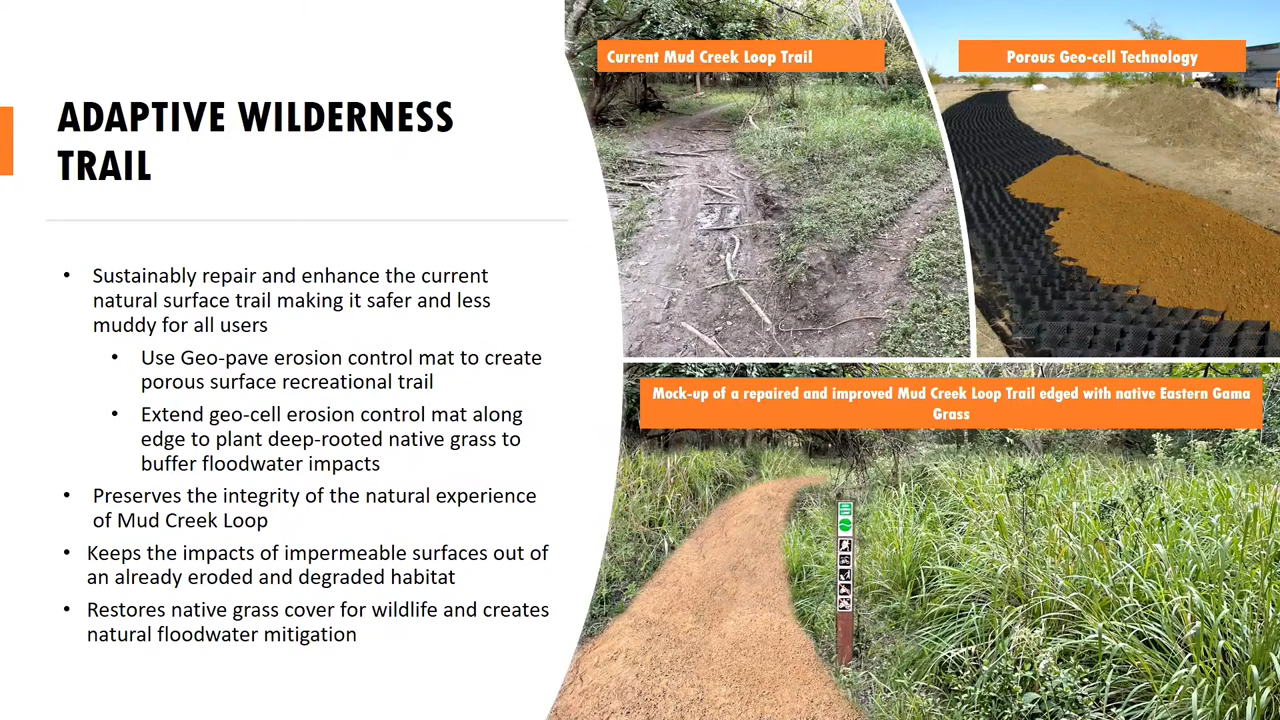 ADAPTIVE WILDERNESS
TRAIL
• Sustainably repair and enhance the current
natural surface trail making it safer and less
muddy for all users
• Use Geo-pave erosion control mat to create
porous surface recreational trail
• Extend geo-cell erosion control mat along
edge to plant deep-rooted native grass to
buffer floodwater impacts
• Preserves the integrity of the natural experience
of Mud Creek Loop
• Keeps the impacts of impermeable surfaces out of
an already eroded and degraded habitat
• Restores native grass cover for wildlife and creates
natural floodwater mitigation
Current Mud Creek Loop Trail
Porous Geo-cell Technology
Mock-up of a repaired and improved Mud Creek Loop Trail edged with native Eastern Gama
Grass